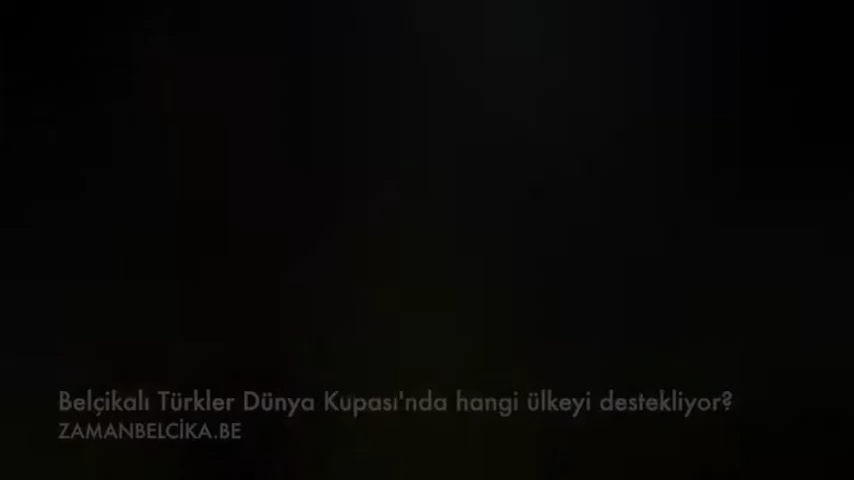 Belçikalı Türkler Dünya Kupası'nda hangi ülkeyi destekliyor?
ZAMANBELCİKA.BE